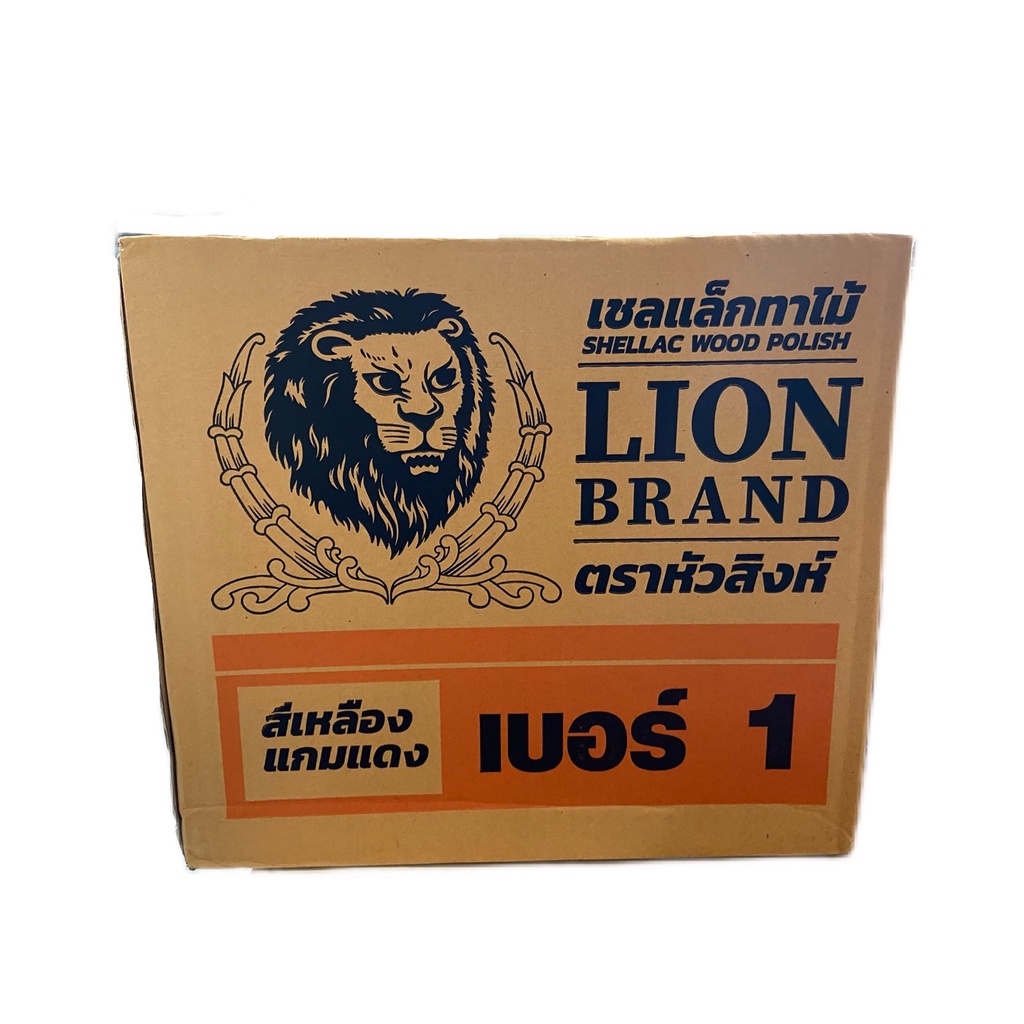 เชลแล็กทาไม้
SHELLAC WOOD POLISH
LION
BRAND
ตราหัวสิงห์
สีเหลือง
แกมแดง
เบอร์ 1